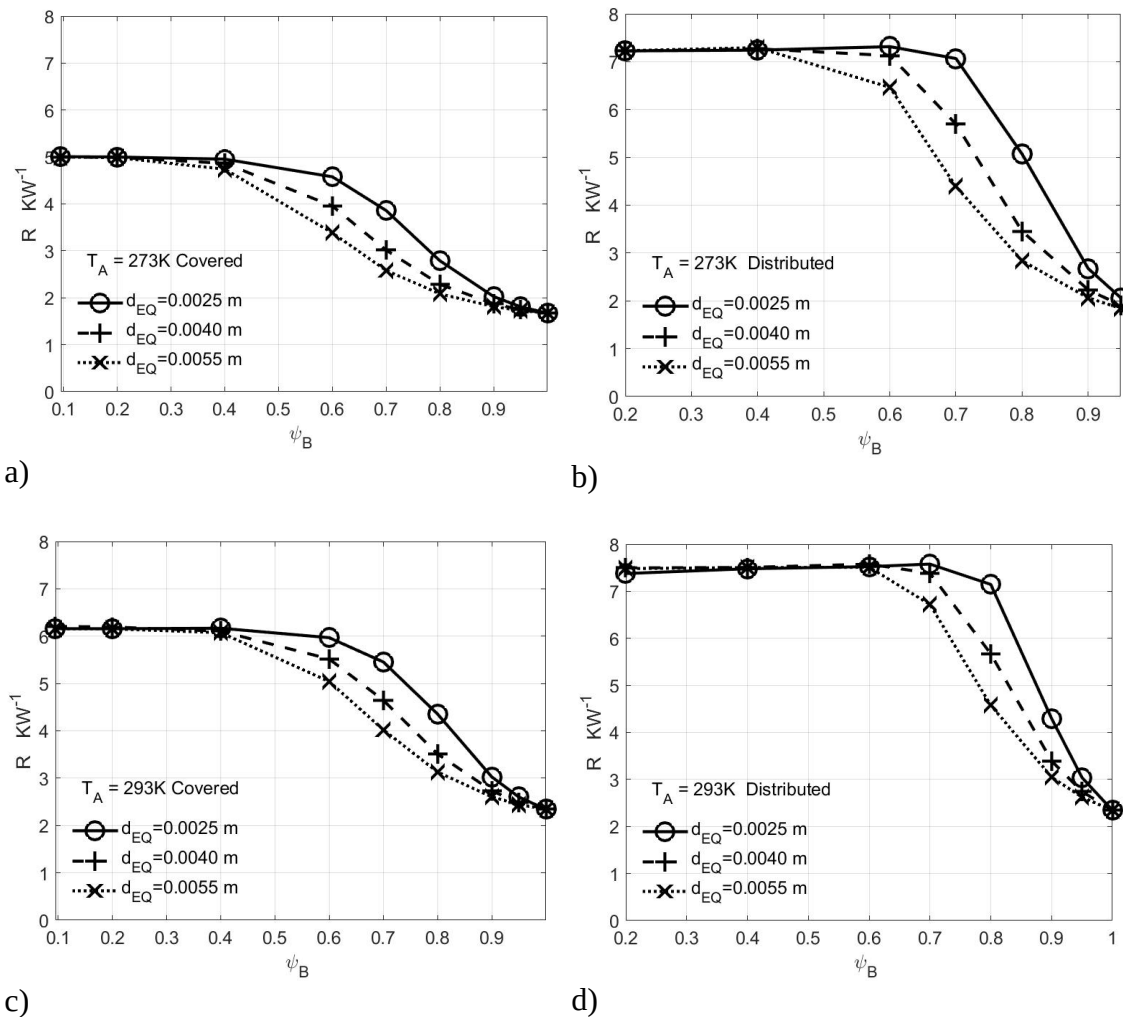 8
7
6
5
4
3
2
1
0
R KW⁻¹
T_A = 273K Covered
d_EQ=0.0025 m
d_EQ=0.0040 m
d_EQ=0.0055 m
0.1 0.2 0.3 0.4 0.5 0.6 0.7 0.8 0.9
ψ_B
a)
8
7
6
5
4
3
2
1
0
R KW⁻¹
T_A = 273K Distributed
d_EQ=0.0025 m
d_EQ=0.0040 m
d_EQ=0.0055 m
0.2 0.3 0.4 0.5 0.6 0.7 0.8 0.9
ψ_B
b)
8
7
6
5
4
3
2
1
0
R KW⁻¹
T_A = 293K Covered
d_EQ=0.0025 m
d_EQ=0.0040 m
d_EQ=0.0055 m
0.1 0.2 0.3 0.4 0.5 0.6 0.7 0.8 0.9
ψ_B
c)
8
7
6
5
4
3
2
1
0
R KW⁻¹
T_A = 293K Distributed
d_EQ=0.0025 m
d_EQ=0.0040 m
d_EQ=0.0055 m
0.2 0.3 0.4 0.5 0.6 0.7 0.8 0.9 1
ψ_B
d)